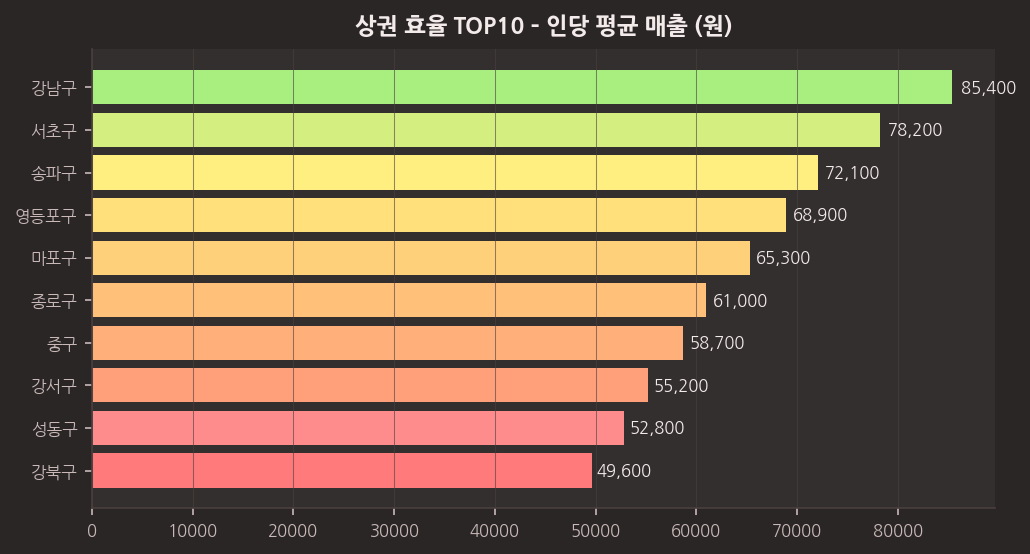 상권 효율 TOP10 - 인당 평균 매출 (원)
강남구 85,400
서초구 78,200
송파구 72,100
영등포구 68,900
마포구 65,300
종로구 61,000
중구 58,700
강서구 55,200
성동구 52,800
강북구 49,600
0 10000 20000 30000 40000 50000 60000 70000 80000